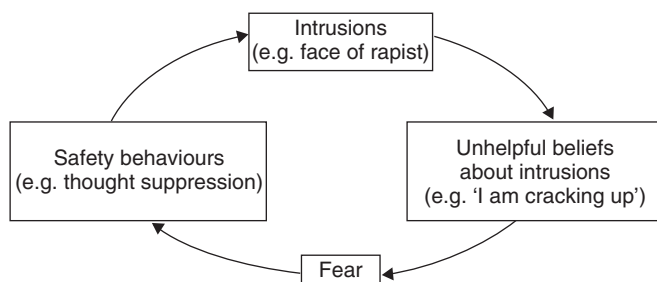 Intrusions
(e.g. face of rapist)
Safety behaviours
(e.g. thought suppression)
Unhelpful beliefs
about intrusions
(e.g. ‘I am cracking up’)
Fear